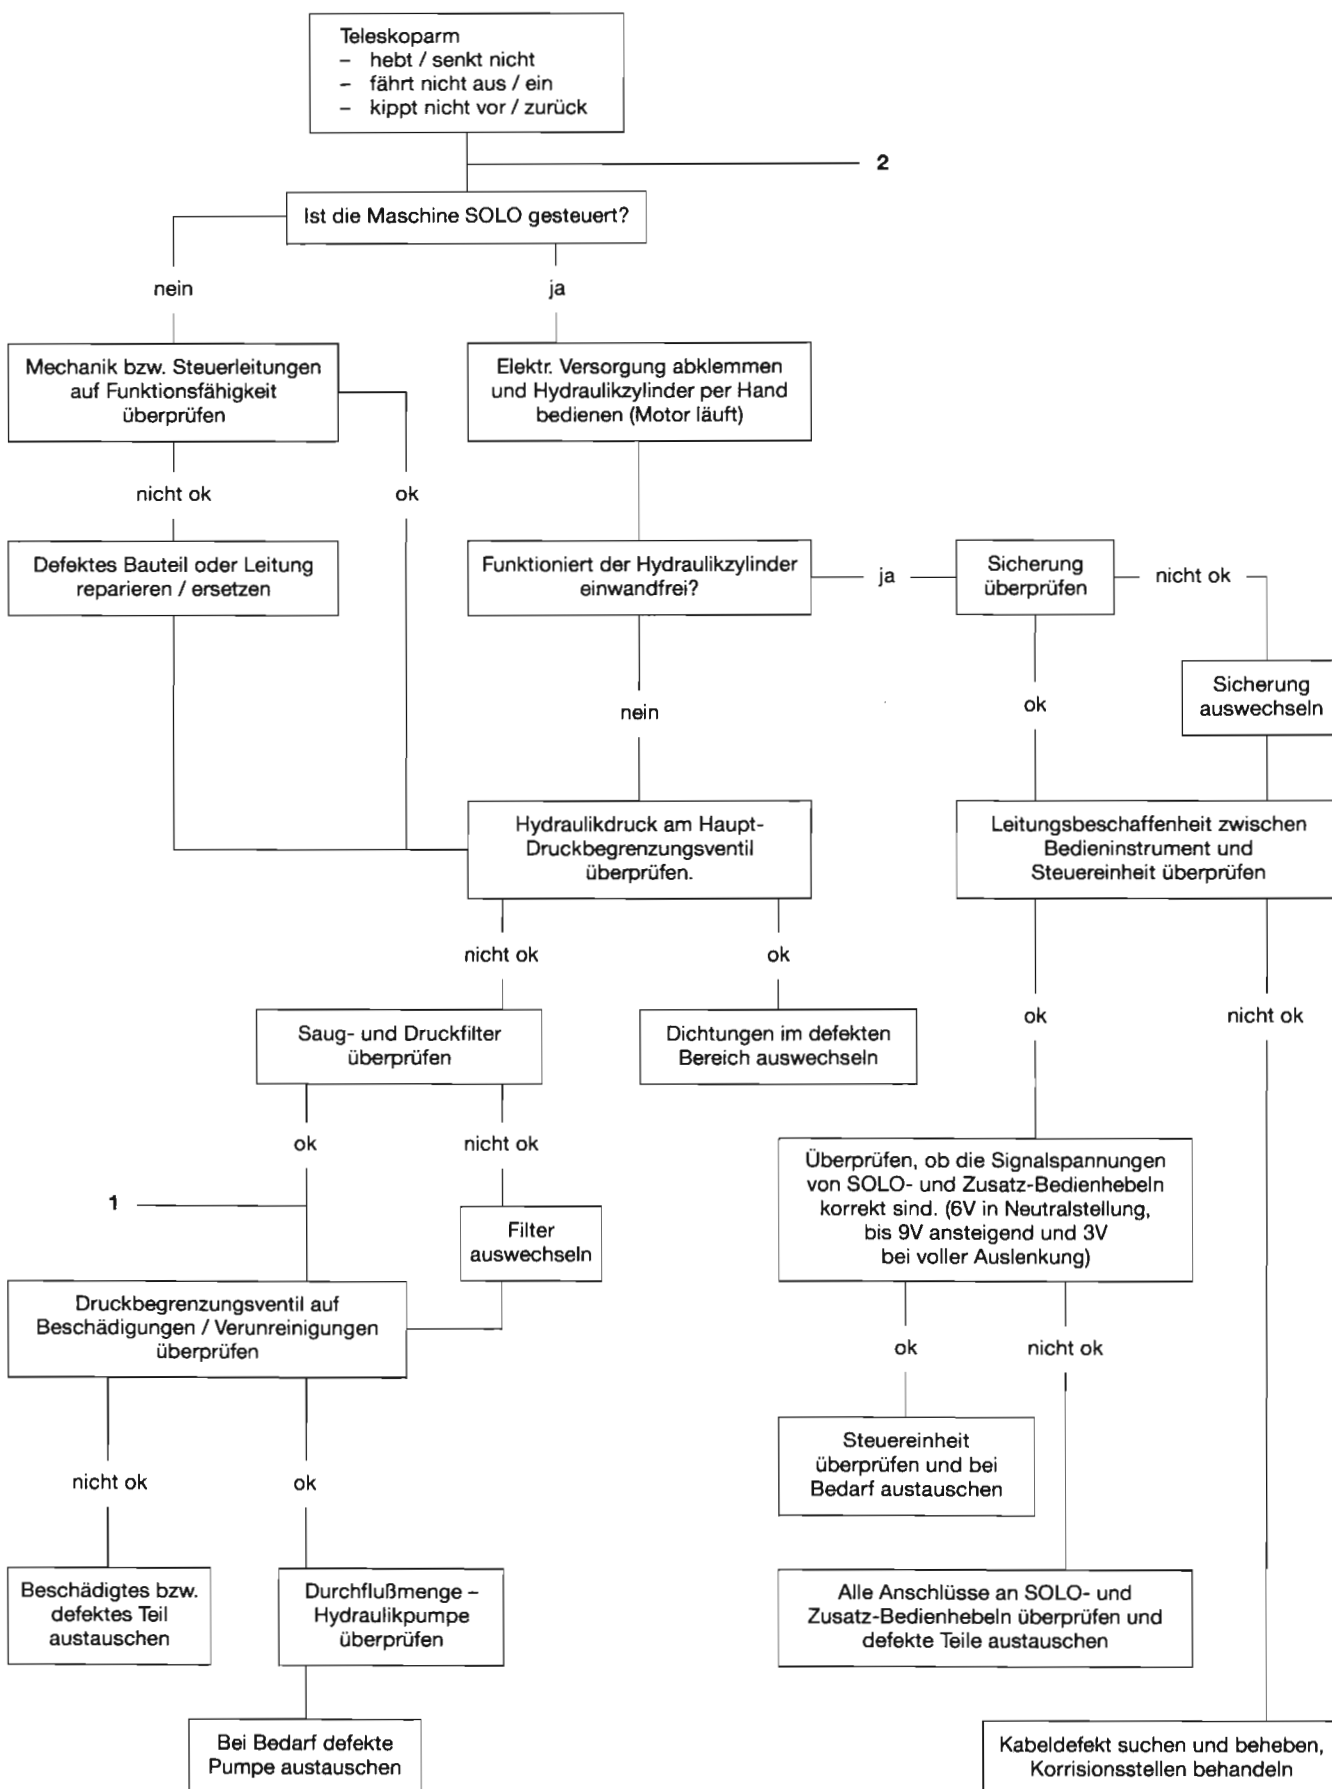 Teleskoparm
– hebt / senkt nicht
– fährt nicht aus / ein
– kippt nicht vor / zurück
2
Ist die Maschine SOLO gesteuert?
nein
ja
Mechanik bzw. Steuerleitungen
auf Funktionsfähigkeit
überprüfen
Elektr. Versorgung abklemmen
und Hydraulikzylinder per Hand
bedienen (Motor läuft)
nicht ok
ok
Defektes Bauteil oder Leitung
reparieren / ersetzen
Funktioniert der Hydraulikzylinder
einwandfrei?
ja
Sicherung
überprüfen
nicht ok
nein
ok
Sicherung
auswechseln
Hydraulikdruck am Haupt-
Druckbegrenzungsventil
überprüfen.
Leitungsbeschaffenheit zwischen
Bedieninstrument und
Steuereinheit überprüfen
nicht ok
ok
ok
nicht ok
Saug- und Druckfilter
überprüfen
Dichtungen im defekten
Bereich auswechseln
ok
nicht ok
1
Filter
auswechseln
Überprüfen, ob die Signalspannungen
von SOLO- und Zusatz-Bedienhebeln
korrekt sind. (6V in Neutralstellung,
bis 9V ansteigend und 3V
bei voller Auslenkung)
Druckbegrenzungsventil auf
Beschädigungen / Verunreinigungen
überprüfen
ok
nicht ok
nicht ok
ok
Steuereinheit
überprüfen und bei
Bedarf austauschen
Beschädigtes bzw.
defektes Teil
austauschen
Durchflußmenge –
Hydraulikpumpe
überprüfen
Alle Anschlüsse an SOLO- und
Zusatz-Bedienhebeln überprüfen und
defekte Teile austauschen
Bei Bedarf defekte
Pumpe austauschen
Kabeldefekt suchen und beheben,
Korrisionsstellen behandeln